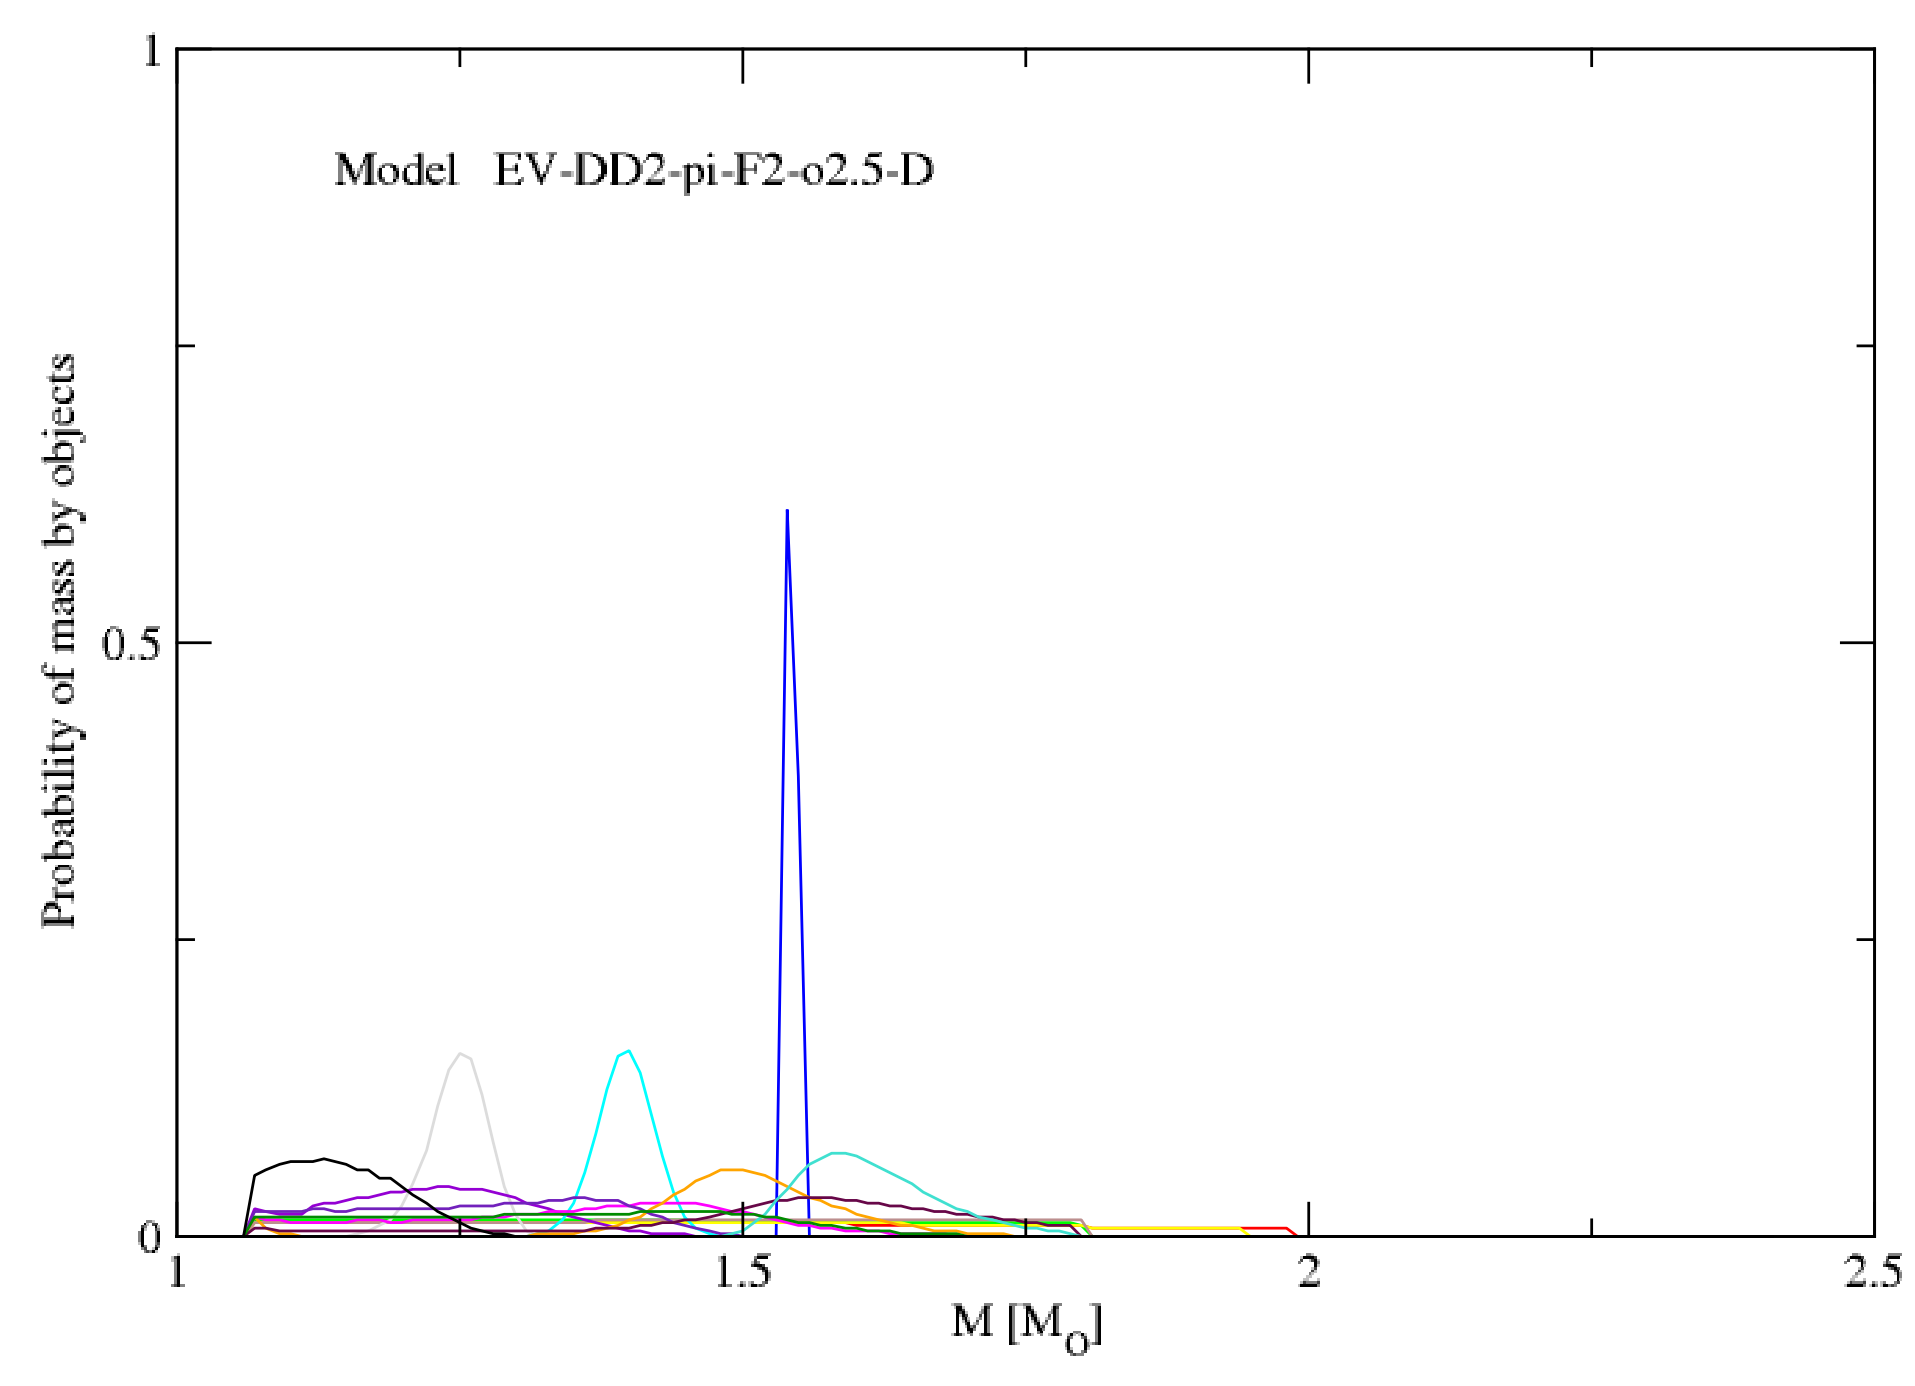 1
Model EV-DD2-pi-F2-o2.5-D
Probability of mass by objects
0.5
0
1 1.5 2 2.5
M [M_O]